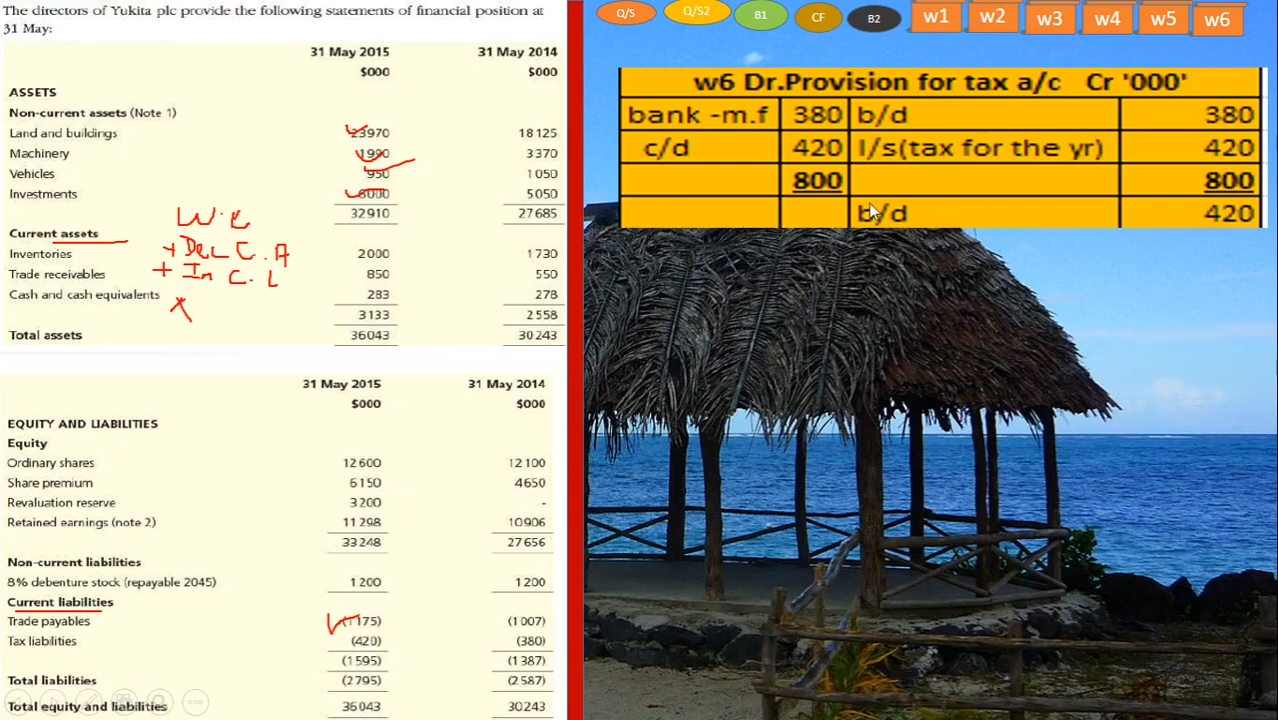 The directors of Yukita plc provide the following statements of financial position at
31 May:
31 May 2015 31 May 2014
$000 $000
ASSETS
Non-current assets (Note 1)
Land and buildings 23970 18125
Machinery 1990 3370
Vehicles 950 1050
Investments 6000 5050
32910 27685
Current assets
Inventories 2000 1730
Trade receivables 850 550
Cash and cash equivalents 283 278
3133 2558
Total assets 36043 30243
W.C
+ Dec C.A
+ In C.L
31 May 2015 31 May 2014
$000 $000
EQUITY AND LIABILITIES
Equity
Ordinary shares 12600 12100
Share premium 6150 4650
Revaluation reserve 3200 -
Retained earnings (note 2) 11298 10906
33248 27656
Non-current liabilities
8% debenture stock (repayable 2045) 1200 1200
Current liabilities
Trade payables (1175) (1007)
Tax liabilities (420) (380)
(1595) (1387)
Total liabilities (2795) (2587)
Total equity and liabilities 36043 30243
Q/S Q/S2 B1 CF B2 w1 w2 w3 w4 w5 w6
w6 Dr.Provision for tax a/c Cr '000'
bank -m.f 380 b/d 380
c/d 420 I/s(tax for the yr) 420
800 800
b/d 420